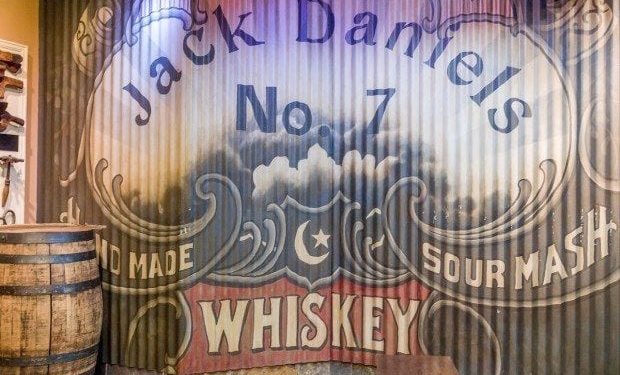 Jack Daniels
No. 7
ND MADE
SOUR MASH
WHISKEY